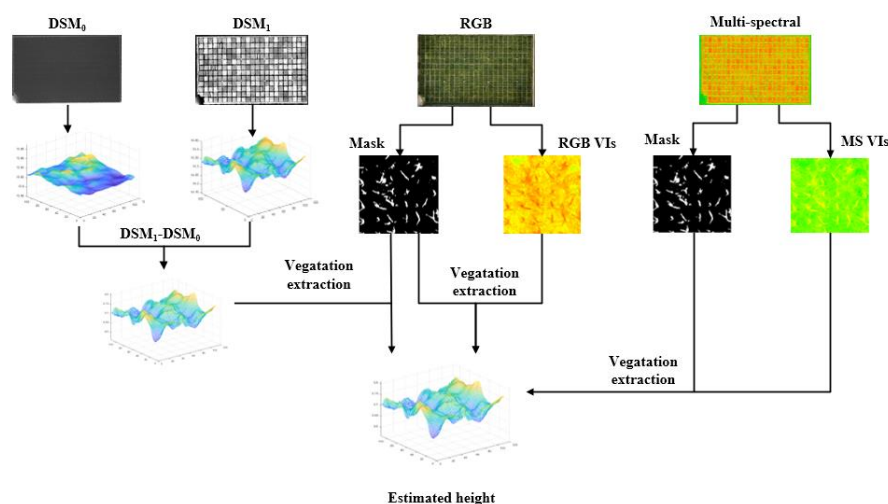 DSM₀
DSM₁
RGB
Multi-spectral
Mask
RGB VIs
Mask
MS VIs
DSM₁-DSM₀
Vegatation
extraction
Vegatation
extraction
Vegatation
extraction
Estimated height